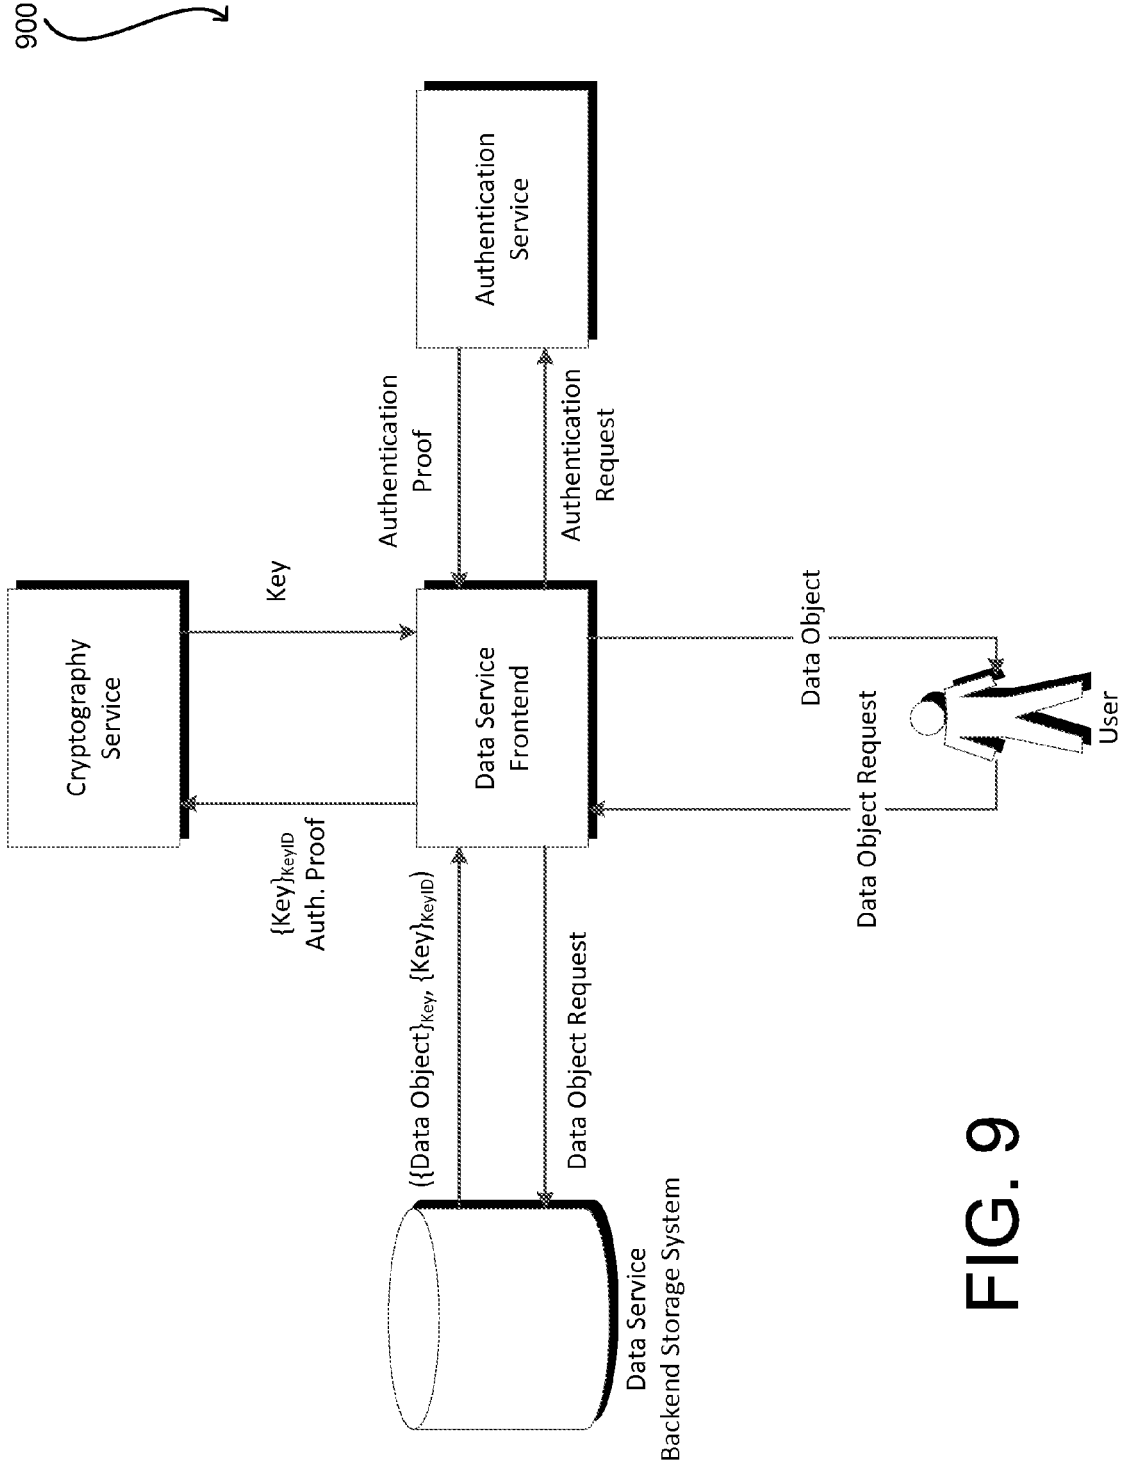 900
Cryptography
Service
Key
{Key}KeyID
Auth. Proof
Authentication
Proof
Authentication
Service
Authentication
Request
Data Service
Frontend
({Data Object}Key, {Key}KeyID)
Data Object Request
Data Service
Backend Storage System
Data Object
Data Object Request
User
FIG. 9